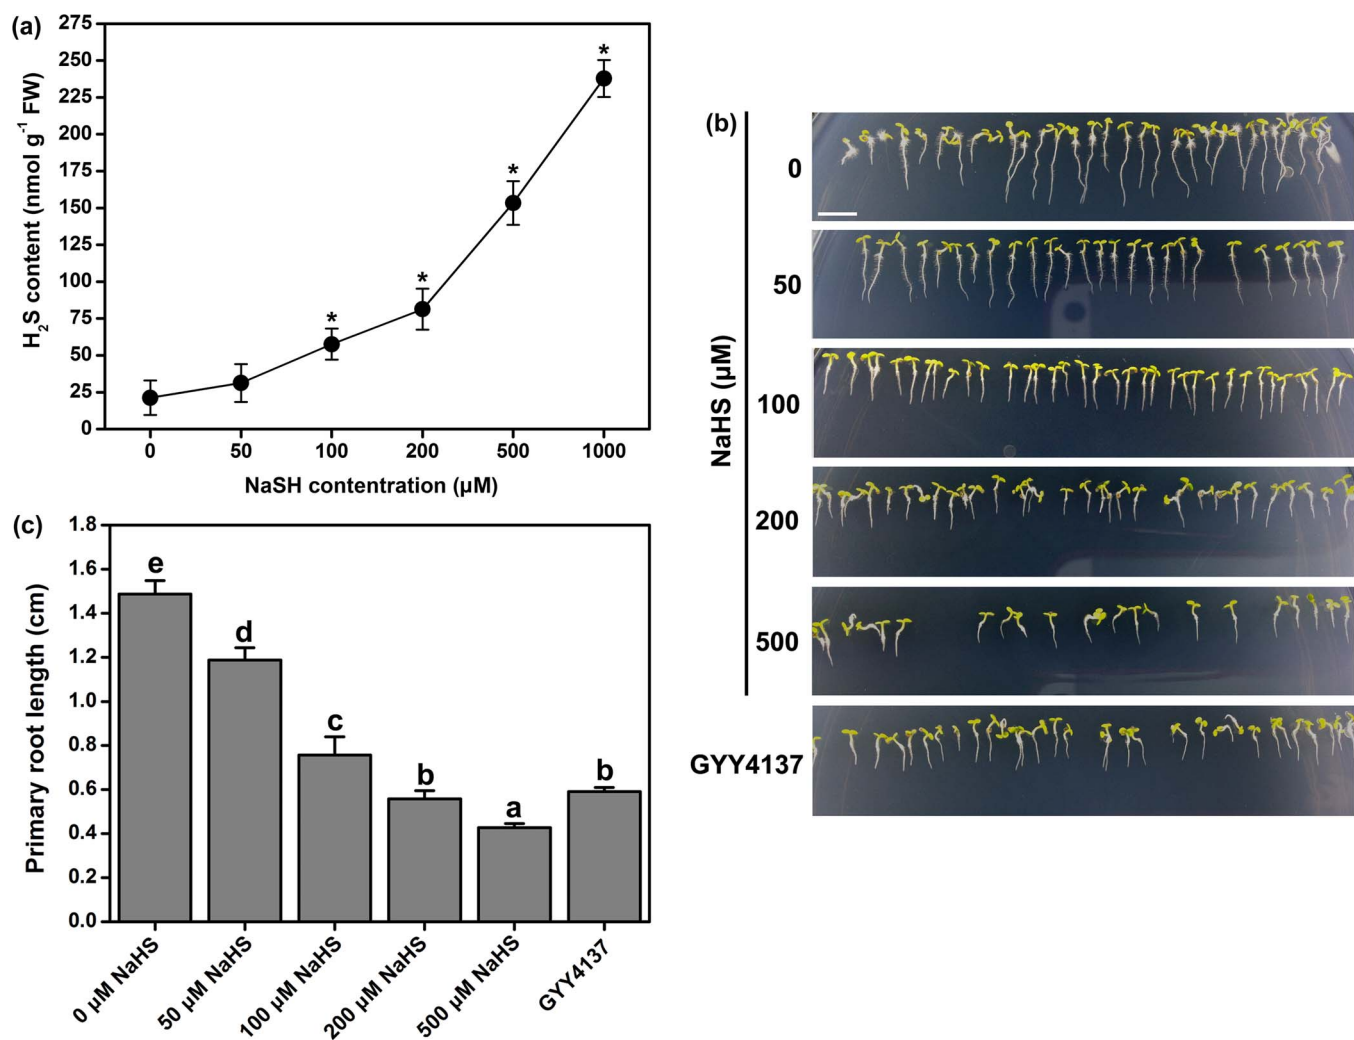 (a)
H₂S content (nmol g⁻¹ FW)
275
250
225
200
175
150
75
50
25
0
*
*
*
*
0 50 100 200 500 1000
NaSH contentration (µM)
(b)
NaHS (µM)
0
50
100
200
500
GYY4137
(c)
Primary root length (cm)
1.8
1.6
1.4
1.2
1.0
0.8
0.6
0.4
0.2
0.0
e
d
c
b
a
b
0 µM NaHS
50 µM NaHS
100 µM NaHS
200 µM NaHS
500 µM NaHS
GYY4137